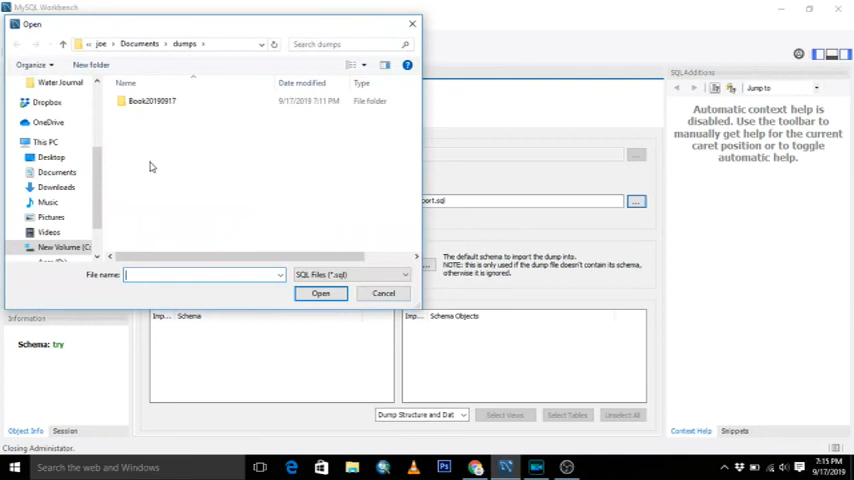 MySQL Workbench
Open
« joe › Documents › dumps ›
Search dumps
Organize
New folder
Name
Date modified
Type
Book20190917
9/17/2019 7:11 PM
File folder
Water Journal
Dropbox
OneDrive
This PC
Desktop
Documents
Downloads
Music
Pictures
Videos
New Volume (C:
File name:
SQL Files (*.sql)
Open
Cancel
SQLAdditions
Jump to
Automatic context help is
disabled. Use the toolbar to
manually get help for the current
caret position or to toggle
automatic help.
port.sql
...
The default schema to import the dump into.
NOTE: this is only used if the dump file doesn't contain its schema,
otherwise it is ignored.
Information
Schema: try
Imp... Schema
Imp... Schema Objects
Dump Structure and Dat
Select Views
Select Tables
Unselect All
Object Info
Session
Context Help
Snippets
Closing Administator.
Search the web and Windows
7:15 PM
9/17/2019